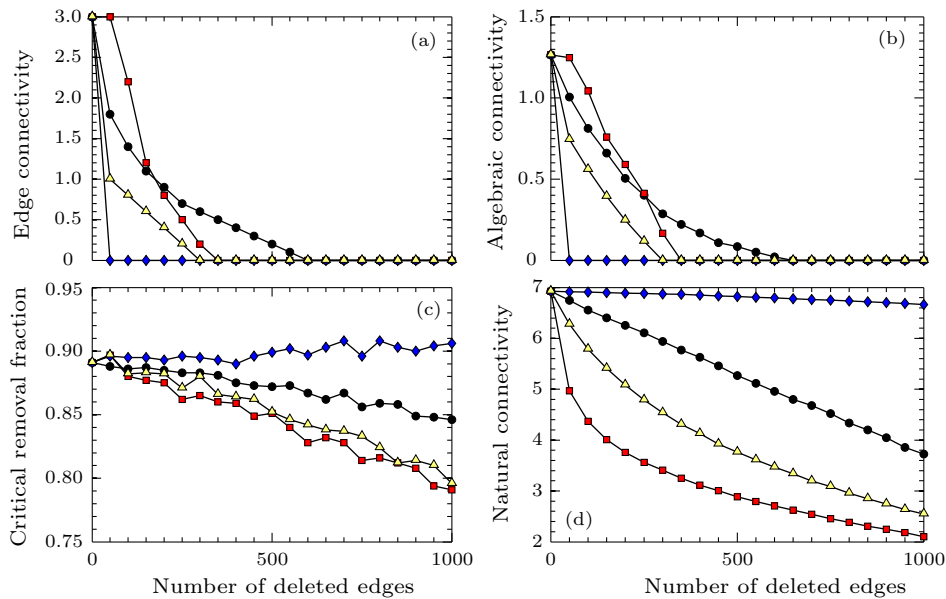 3.0
2.5
2.0
1.5
1.0
0.5
0
Edge connectivity
(a)
1.5
1.0
0.5
0
Algebraic connectivity
(b)
0.95
0.90
0.85
0.80
0.75
Critical removal fraction
(c)
0 500 1000
Number of deleted edges
7
6
5
4
3
2
Natural connectivity
(d)
0 500 1000
Number of deleted edges